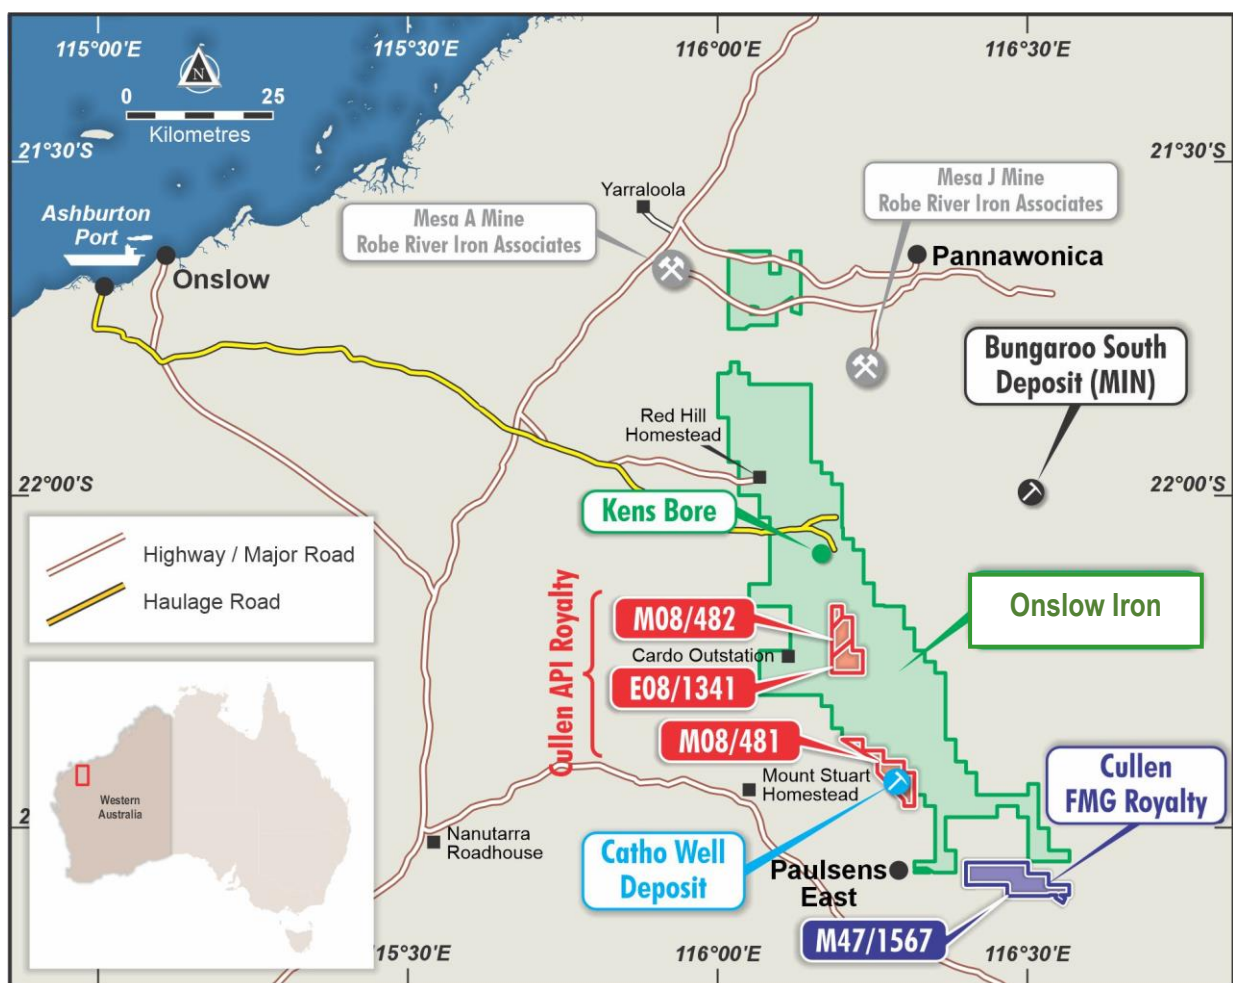 115°00'E
115°30'E
116°00'E
116°30'E
N
0
25
Kilometres
21°30'S
21°30'S
Yarraloola
Mesa J Mine
Robe River Iron Associates
Ashburton
Port
Mesa A Mine
Robe River Iron Associates
Onslow
Pannawonica
Bungaroo South
Deposit (MIN)
Red Hill
Homestead
22°00'S
22°00'S
Kens Bore
Highway / Major Road
Haulage Road
Onslow Iron
Cullen API Royalty
M08/482
Cardo Outstation
E08/1341
M08/481
Mount Stuart
Homestead
Cullen
FMG Royalty
Western
Australia
2
Nanutarra
Roadhouse
Catho Well
Deposit
Paulsens
East
M47/1567
115°30'E
116°00'E
116°30'E